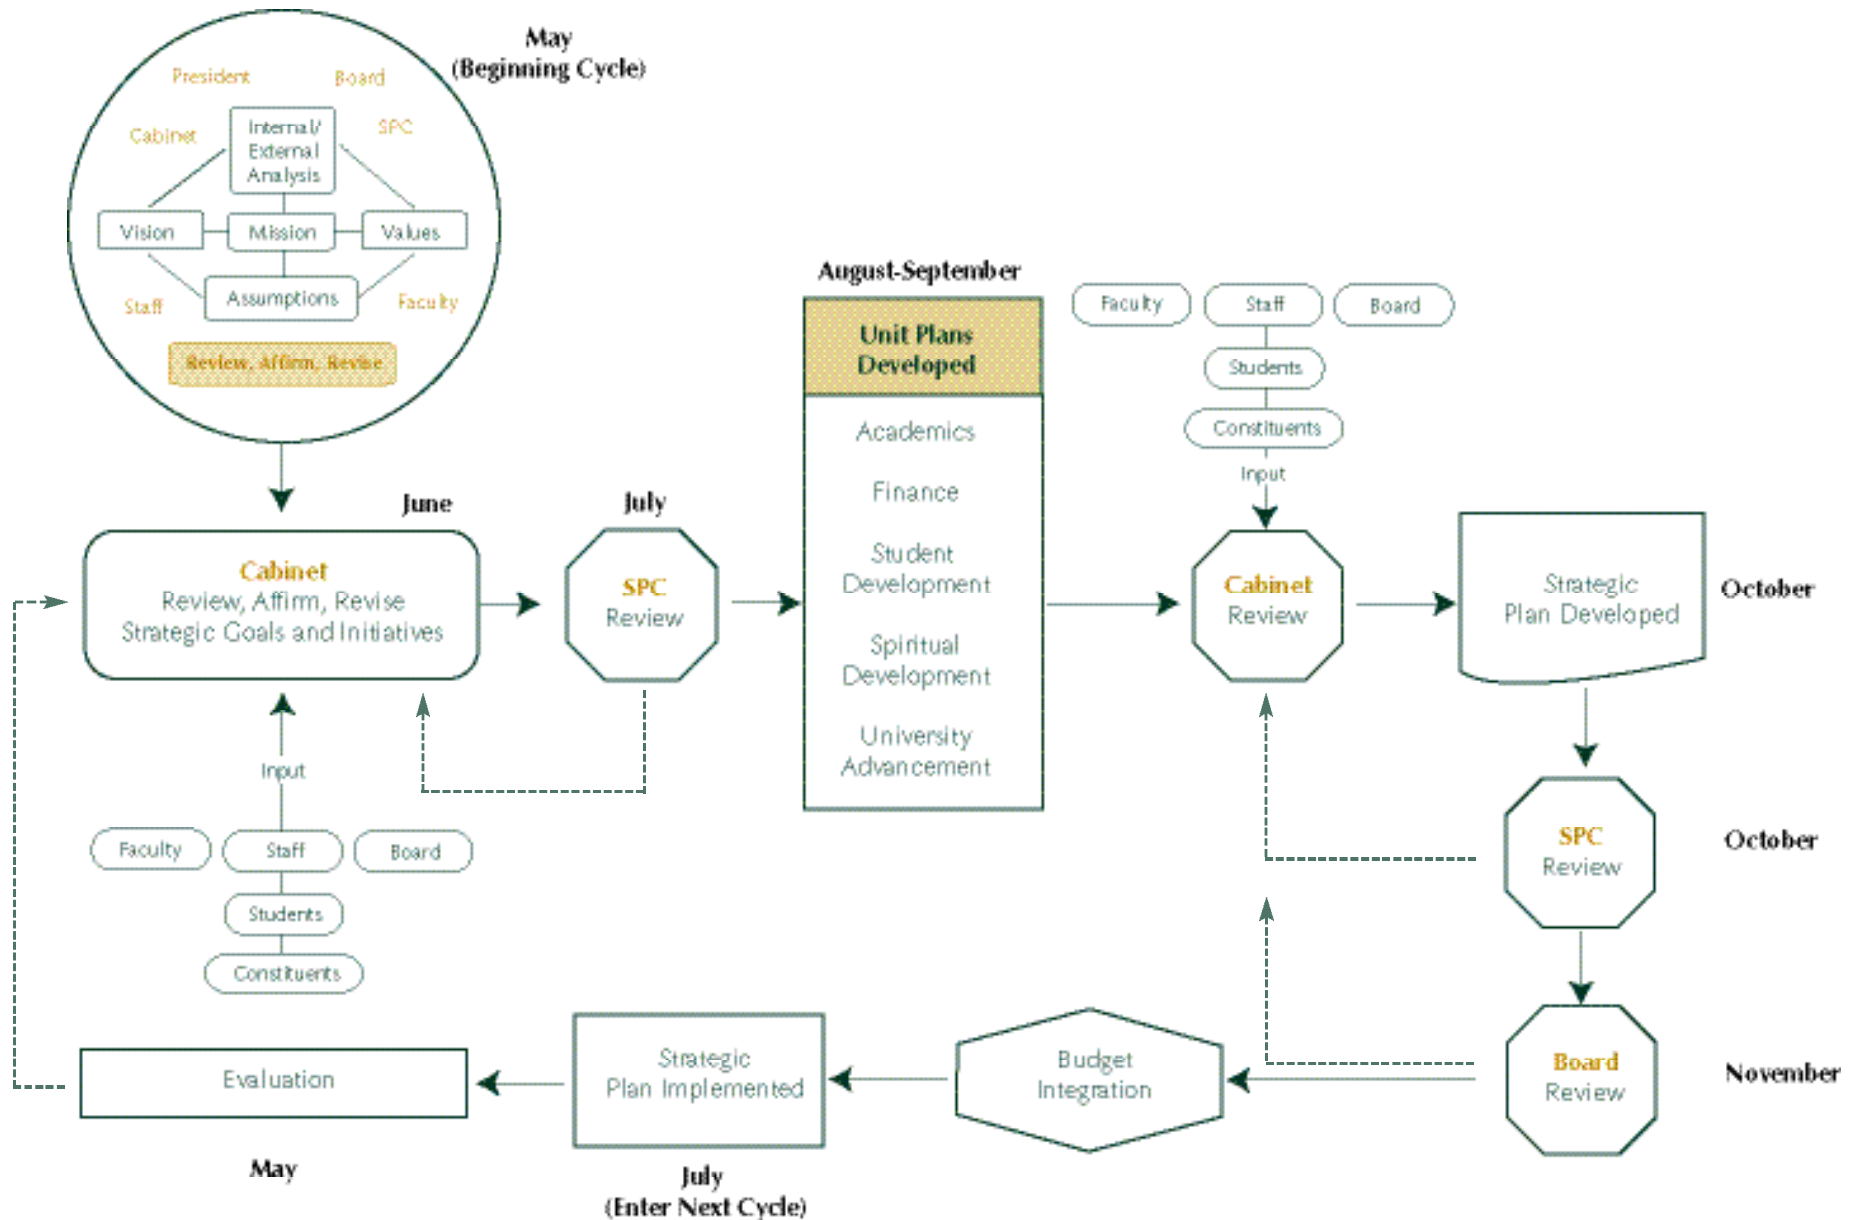 May
(Beginning Cycle)
President
Board
Cabinet
SPC
Internal/
External
Analysis
Vision
Mission
Values
Assumptions
Staff
Faculty
Review, Affirm, Revise
June
Cabinet
Review, Affirm, Revise
Strategic Goals and Initiatives
Input
Faculty
Staff
Board
Students
Constituents
July
SPC
Review
August-September
Unit Plans
Developed
Academics
Finance
Student
Development
Spiritual
Development
University
Advancement
Faculty
Staff
Board
Students
Constituents
Input
Cabinet
Review
Strategic
Plan Developed
October
SPC
Review
October
Board
Review
November
Budget
Integration
Strategic
Plan Implemented
July
(Enter Next Cycle)
Evaluation
May